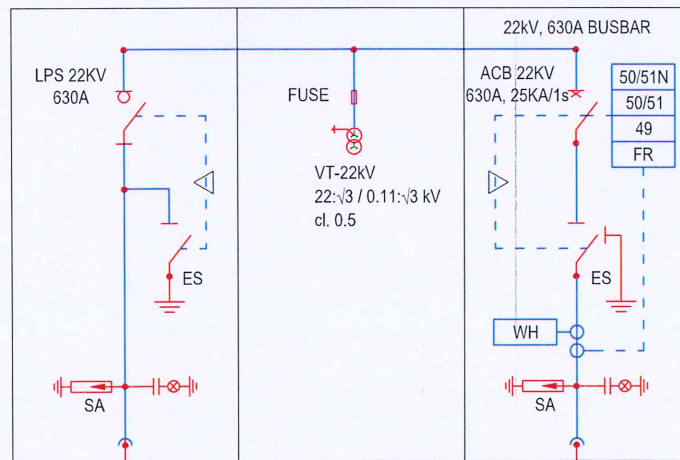 22kV, 630A BUSBAR
LPS 22KV
630A
FUSE
VT-22kV
22:√3 / 0.11:√3 kV
cl. 0.5
ACB 22KV
630A, 25KA/1s
50/51N
50/51
49
FR
ES
ES
WH
SA
SA